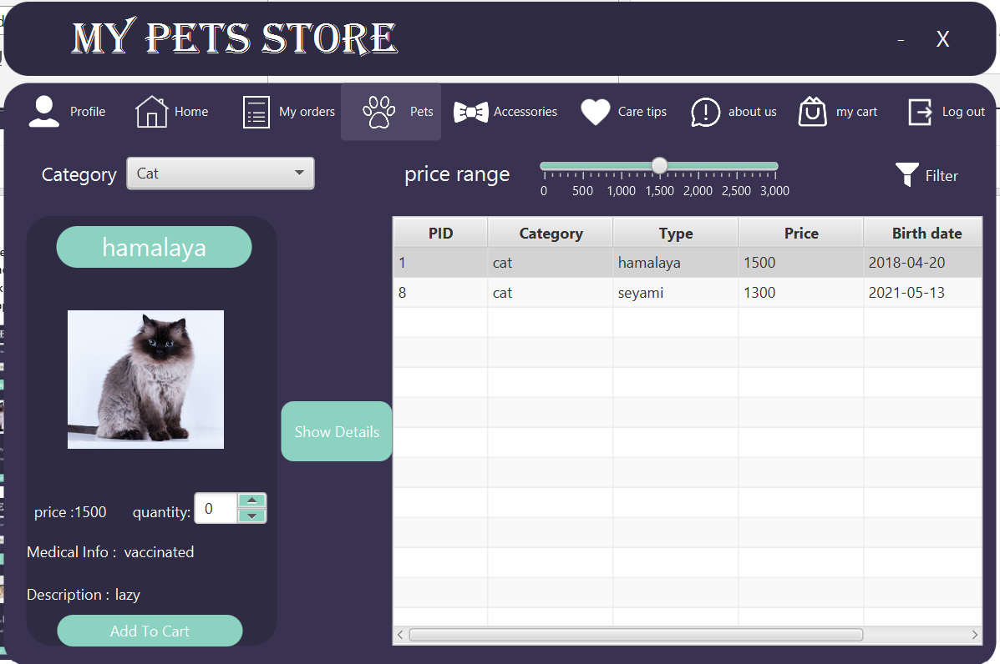 MY PETS STORE
- X
Profile Home My orders Pets Accessories Care tips about us my cart Log out
Category Cat price range Filter
0 500 1,000 1,500 2,000 2,500 3,000
hamalaya
price :1500 quantity: 0
Medical Info : vaccinated
Description : lazy
Add To Cart
Show Details
PID Category Type Price Birth date
1 cat hamalaya 1500 2018-04-20
8 cat seyami 1300 2021-05-13